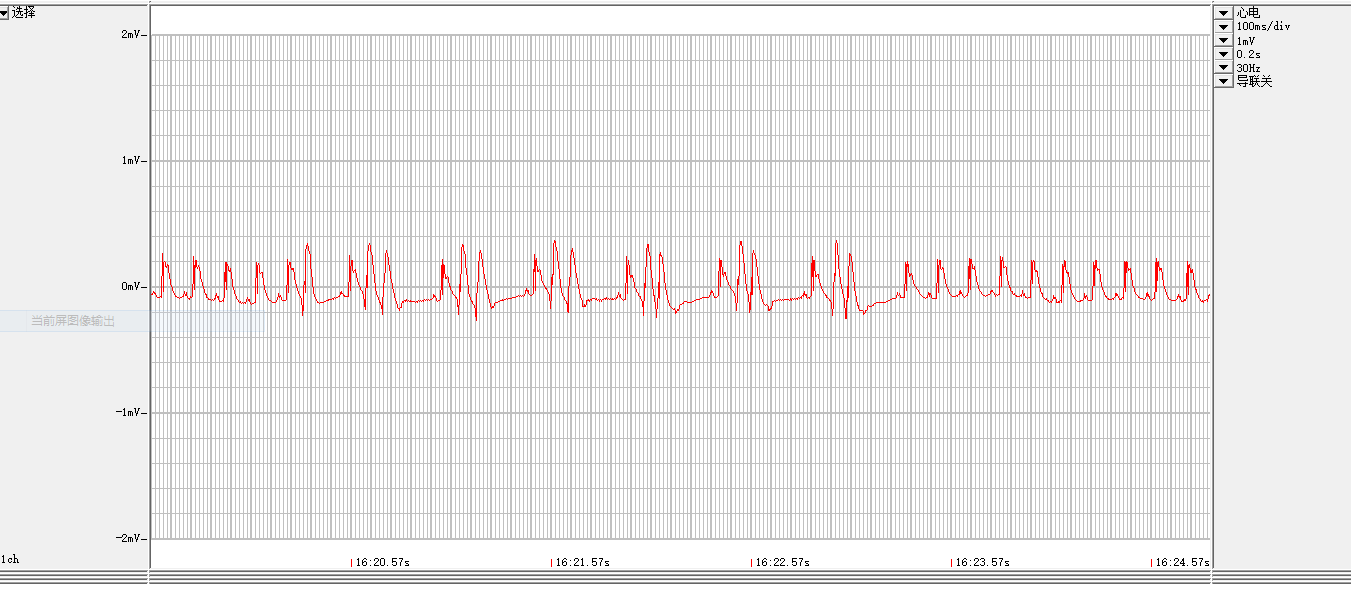 选择
2mV
1mV
0mV
-1mV
-2mV
当前屏图像输出
1ch
16:20.57s
16:21.57s
16:22.57s
16:23.57s
16:24.57s
心电
100ms/div
1mV
0.2s
30Hz
导联关